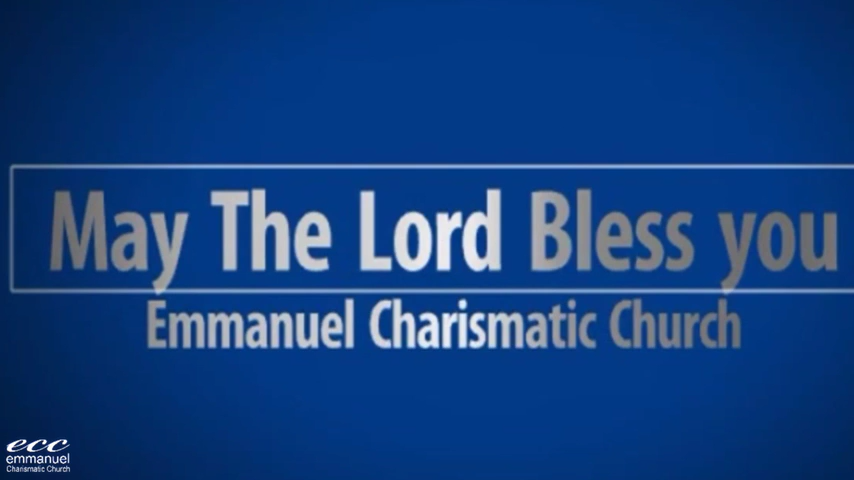 May The Lord Bless you
Emmanuel Charismatic Church
ecc
emmanuel
Charismatic Church